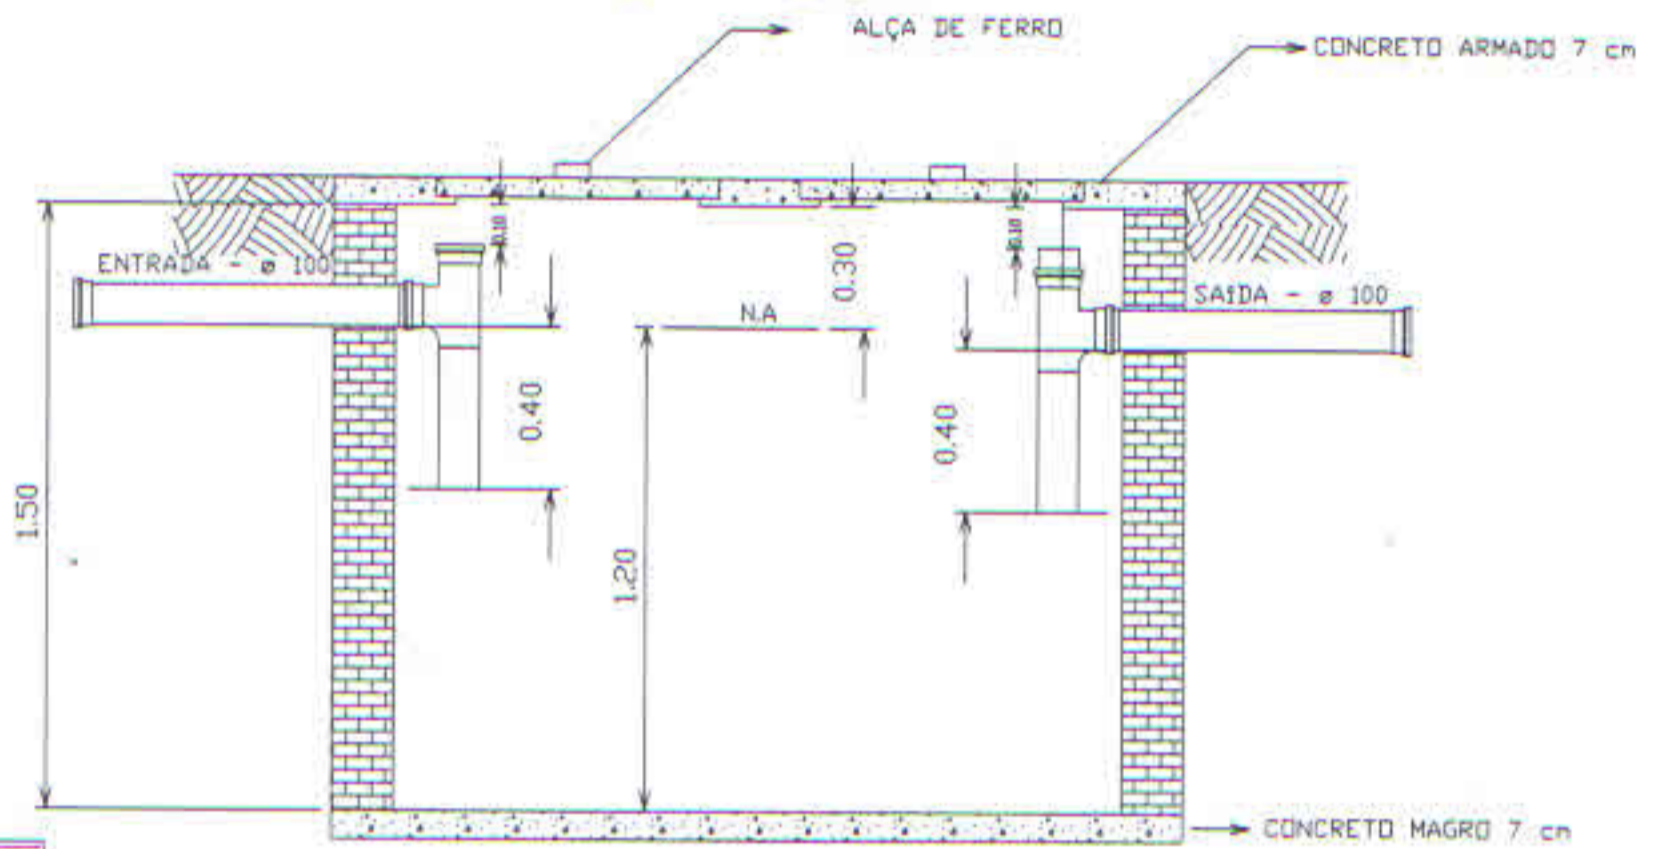 ALÇA DE FERRO
CONCRETO ARMADO 7 cm
0.10
0.10
0.30
ENTRADA - ø 100
SAÍDA - ø 100
N.A
0.40
0.40
1.50
1.20
CONCRETO MAGRO 7 cm